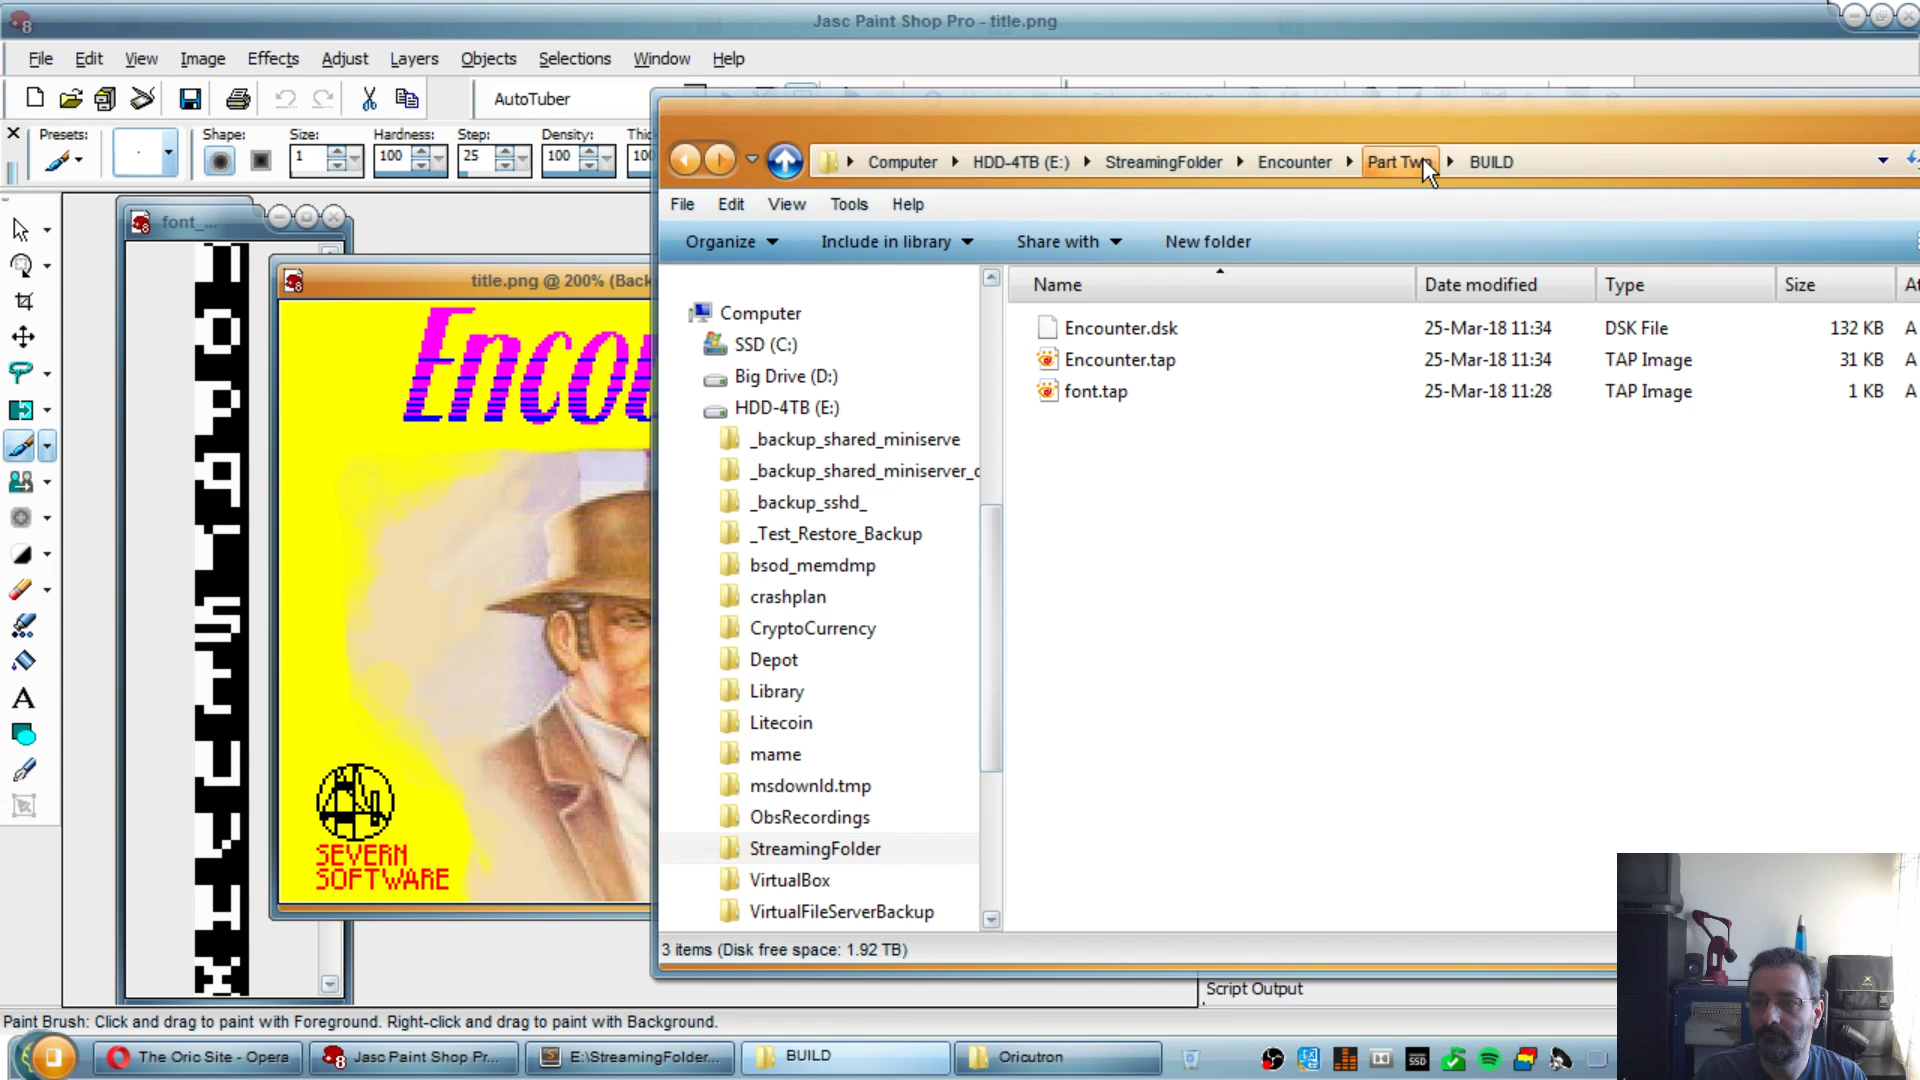 Jasc Paint Shop Pro - title.png
File Edit View Image Effects Adjust Layers Objects Selections Window Help
AutoTuber
Presets: Shape: Size: Hardness: Step: Density:
1 100 25 100 100
Computer HDD-4TB (E:) StreamingFolder Encounter Part Two BUILD
File Edit View Tools Help
Organize Include in library Share with New folder
font_...
title.png @ 200% (Back
Name Date modified Type Size
Encounter.dsk 25-Mar-18 11:34 DSK File 132 KB A
Encounter.tap 25-Mar-18 11:34 TAP Image 31 KB A
font.tap 25-Mar-18 11:28 TAP Image 1 KB A
Computer
SSD (C:)
Big Drive (D:)
HDD-4TB (E:)
_backup_shared_miniserve
_backup_shared_miniserver_c
_backup_sshd_
_Test_Restore_Backup
bsod_memdmp
crashplan
CryptoCurrency
Depot
Library
Litecoin
mame
msdownld.tmp
ObsRecordings
StreamingFolder
VirtualBox
VirtualFileServerBackup
Encou
SEVERN
SOFTWARE
3 items (Disk free space: 1.92 TB)
Script Output
Paint Brush: Click and drag to paint with Foreground. Right-click and drag to paint with Background.
The Oric Site - Opera
Jasc Paint Shop Pr...
E:\StreamingFolder...
BUILD
Oricutron
SSD